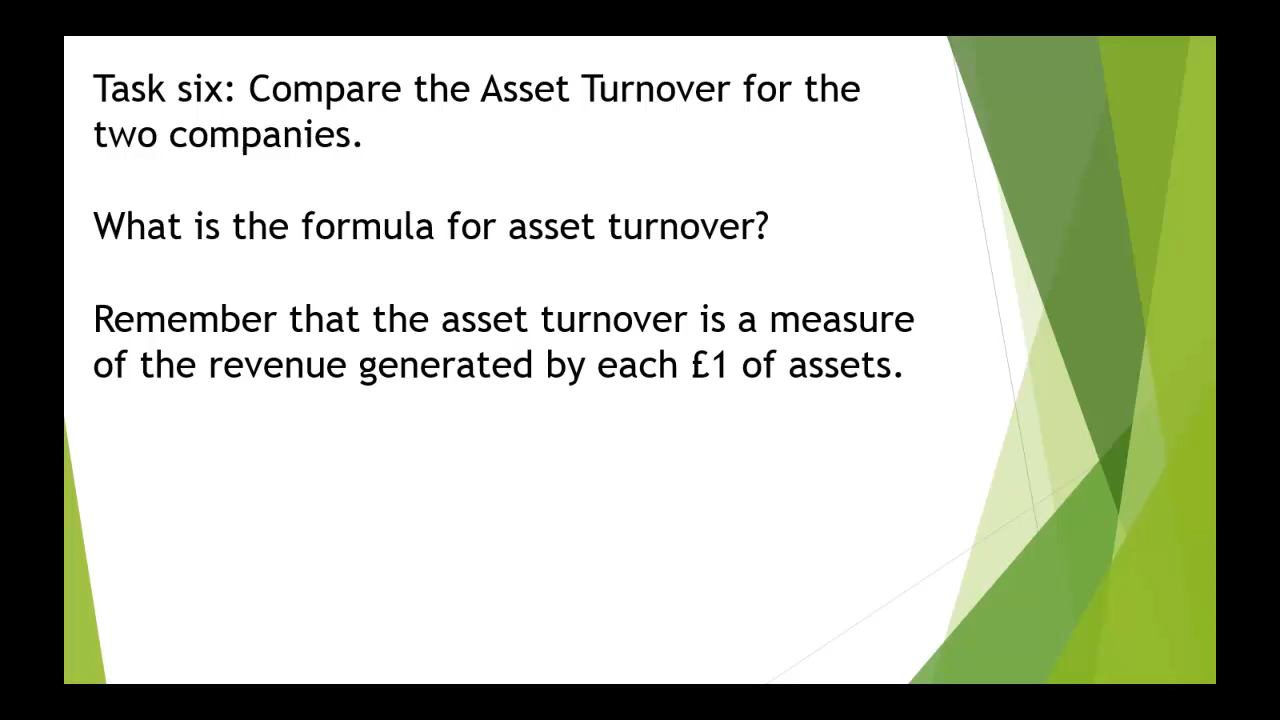 Task six: Compare the Asset Turnover for the
two companies.
What is the formula for asset turnover?
Remember that the asset turnover is a measure
of the revenue generated by each £1 of assets.